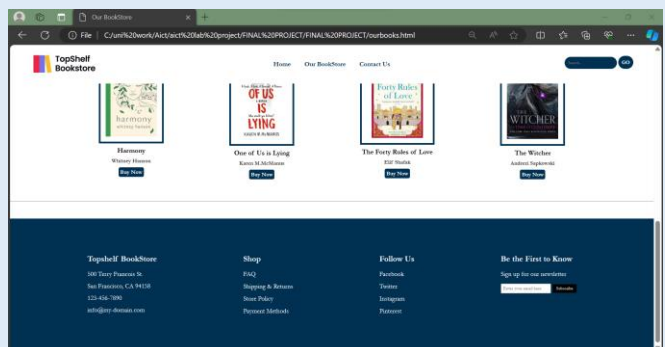 Our BookStore
File C:/uni%20work/Aict/aict%20lab%20project/FINAL%20PROJECT/FINAL%20PROJECT/ourbooks.html
TopShelf
Bookstore
Home Our BookStore Contact Us
GO
harmony
OF US
IS
LYING
Forty Rules
of Love
WITCHER
Harmony
Whitney Hanson
Buy Now
One of Us is Lying
Karen M.McManus
Buy Now
The Forty Rules of Love
Elif Shafak
Buy Now
The Witcher
Andrzej Sapkowski
Buy Now
Topshelf BookStore
500 Terry Francois St.
San Francisco, CA 94158
123-456-7890
info@my-domain.com
Shop
FAQ
Shipping & Returns
Store Policy
Payment Methods
Follow Us
Facebook
Twitter
Instagram
Pinterest
Be the First to Know
Sign up for our newsletter
Subscribe